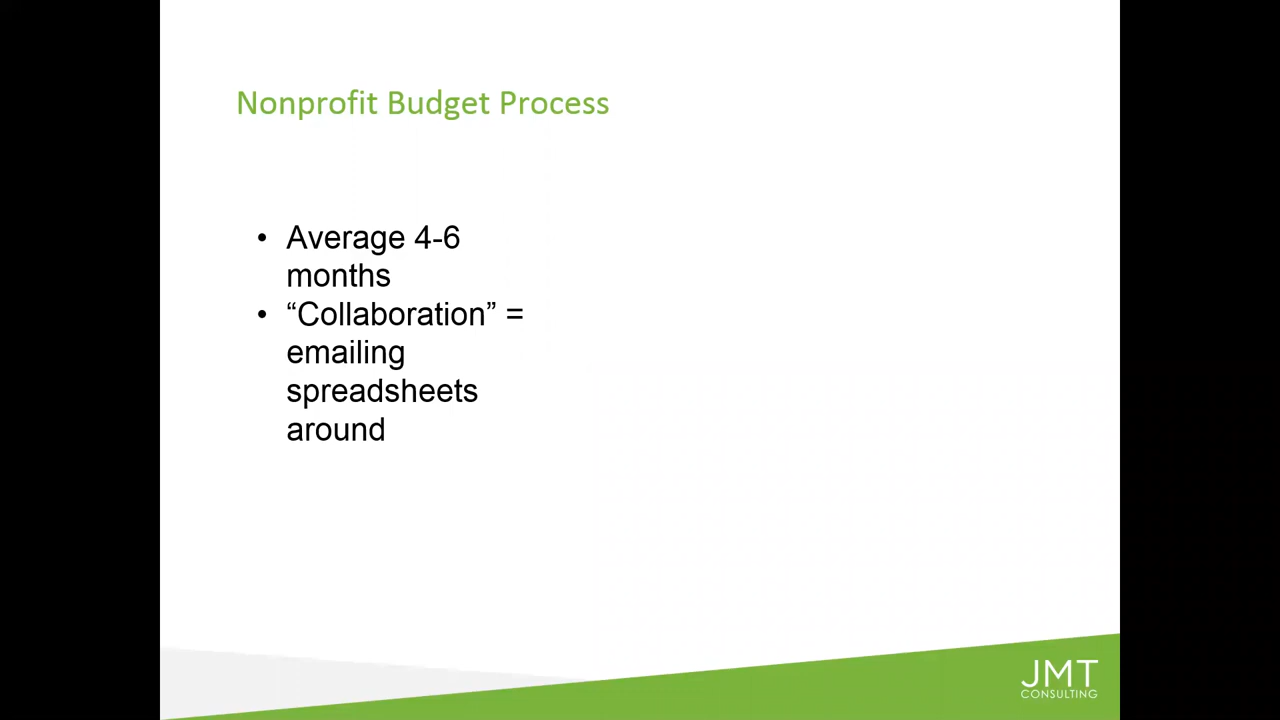 Nonprofit Budget Process
• Average 4-6
months
• “Collaboration” =
emailing
spreadsheets
around
JMT
CONSULTING